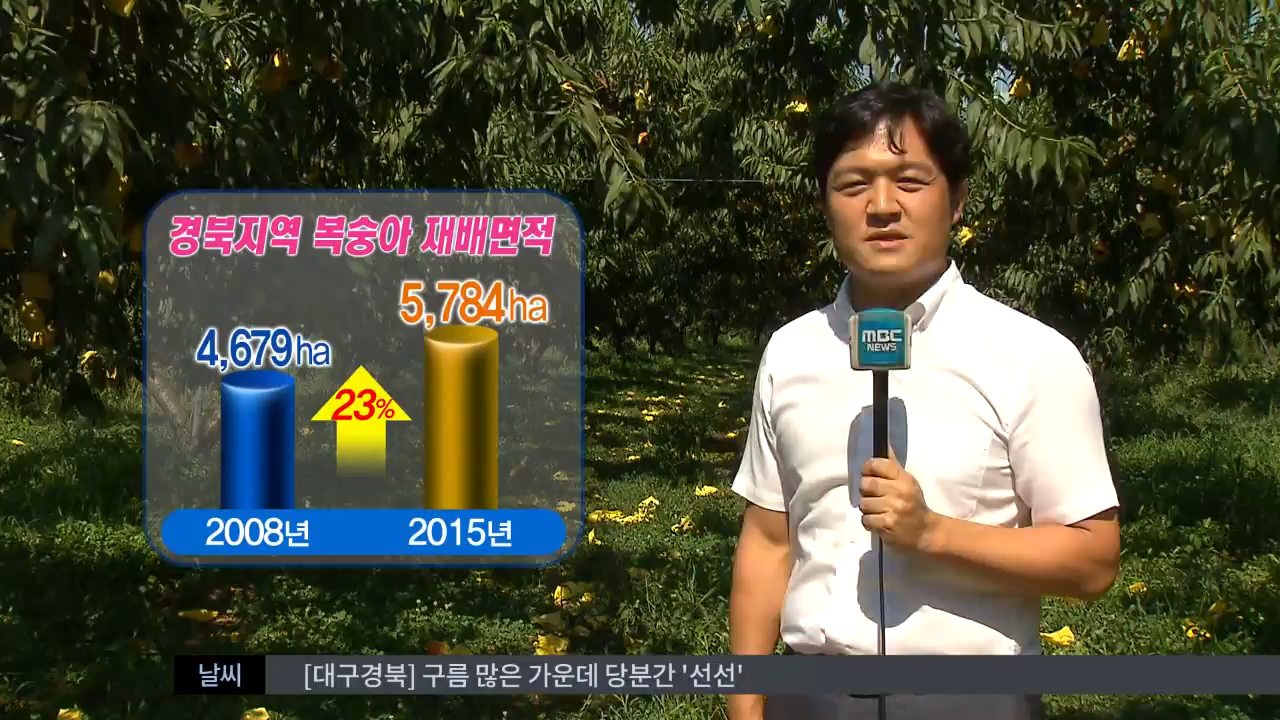 경북지역 복숭아 재배면적
5,784ha
4,679ha
23%
2008년 2015년
MBC
NEWS
날씨 [대구경북] 구름 많은 가운데 당분간 '선선'